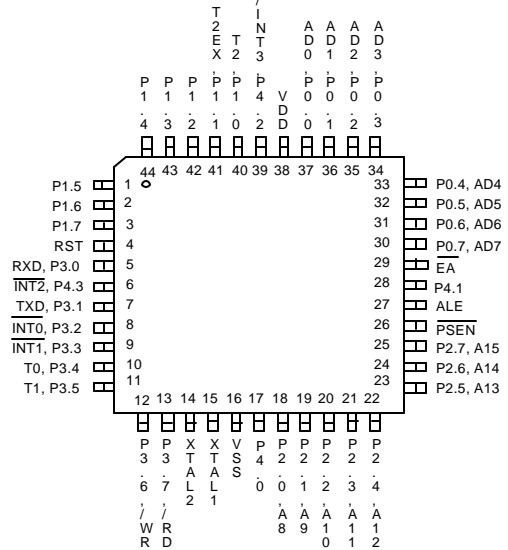 P1.4
P1.3
P1.2
T2EX,P1.1
T2,P1.0
/INT3,P4.2
VDD
AD0,P0.0
AD1,P0.1
AD2,P0.2
AD3,P0.3
44 43 42 41 40 39 38 37 36 35 34
P1.5 1
P1.6 2
P1.7 3
RST 4
RXD, P3.0 5
INT2, P4.3 6
TXD, P3.1 7
INT0, P3.2 8
INT1, P3.3 9
T0, P3.4 10
T1, P3.5 11
33 P0.4, AD4
32 P0.5, AD5
31 P0.6, AD6
30 P0.7, AD7
29 EA
28 P4.1
27 ALE
26 PSEN
25 P2.7, A15
24 P2.6, A14
23 P2.5, A13
12 13 14 15 16 17 18 19 20 21 22
P3.6,/WR
P3.7,/RD
XTAL2
XTAL1
VSS
P4.0
P2.0,A8
P2.1,A9
P2.2,A10
P2.3,A11
P2.4,A12